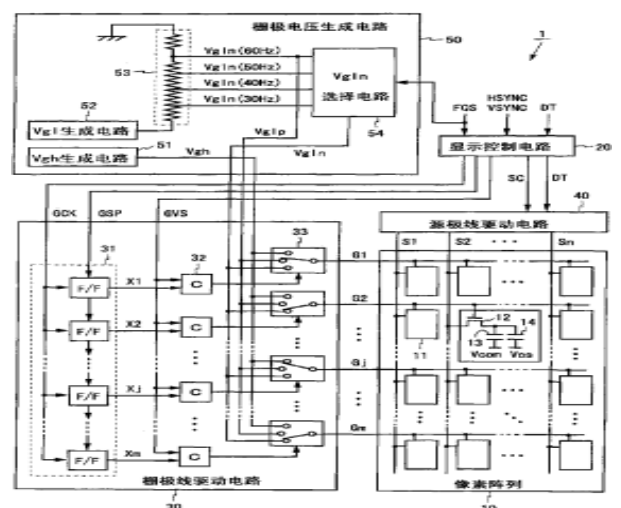 栅极电压生成电路
50
1
53
Vgln(60Hz)
Vgln(50Hz)
Vgln(40Hz)
Vgln(30Hz)
Vgln
选择电路
54
52
Vgl生成电路
51
Vgh生成电路
Vgh
Vglp
Vgln
FGS
HSYNC
VSYNC
DT
显示控制电路
20
SC
DT
40
源极线驱动电路
GCK
GSP
GVS
31
32
33
S1
S2
...
Sn
F/F
X1
C
G1
F/F
X2
C
G2
12
14
13
Vcom
11
F/F
Xj
C
Gj
F/F
Xm
C
Gm
栅极线驱动电路
30
像素阵列
10